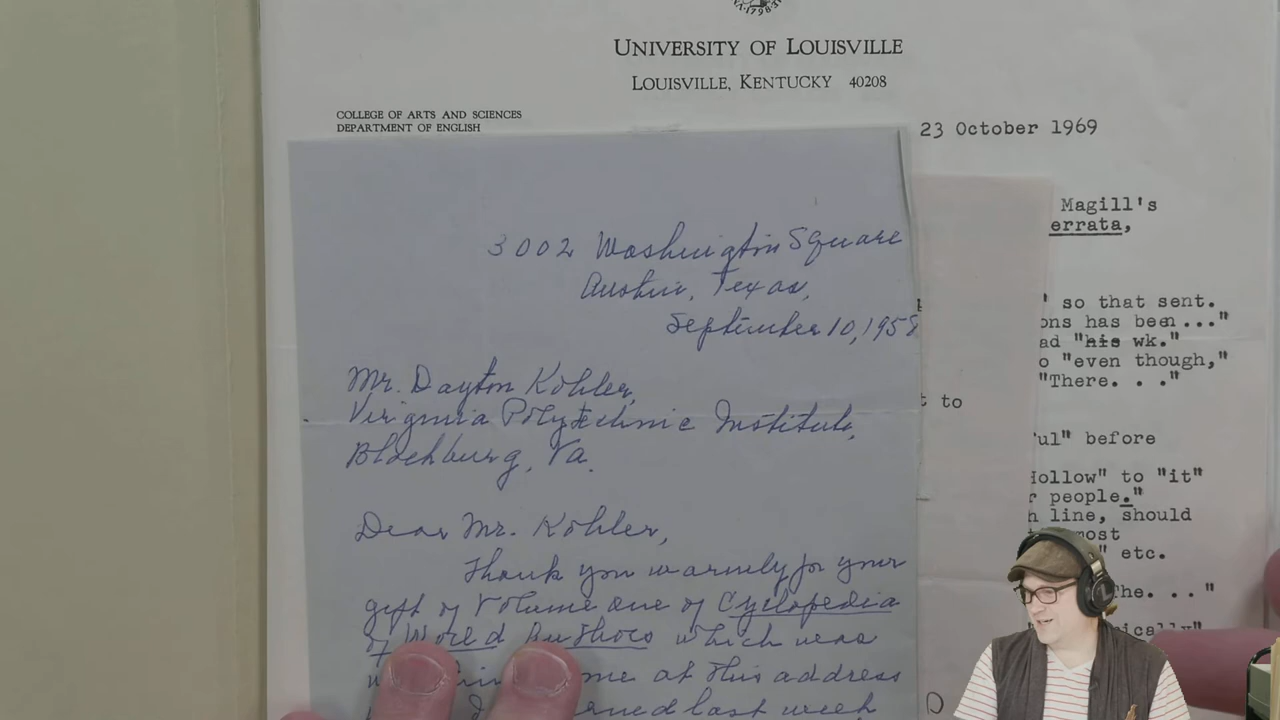 UNIVERSITY OF LOUISVILLE
LOUISVILLE, KENTUCKY 40208
COLLEGE OF ARTS AND SCIENCES
DEPARTMENT OF ENGLISH
23 October 1969
Magill's
errata,
" so that sent.
ons has been..."
ad "his wk."
o "even though,"
"There. . ."
t to
ul" before
Hollow" to "it"
r people."
n line, should
most
" etc.
The. . ."
ically"
3002 Washington Square
Austin, Texas,
September 10, 1958
Mr. Dayton Kohler,
Virginia Polytechnic Institute,
Blackburg, Va.
Dear Mr. Kohler,
Thank you warmly for your
gift of Volume One of Cyclopedia
of World Authors which was
me at this address
last week